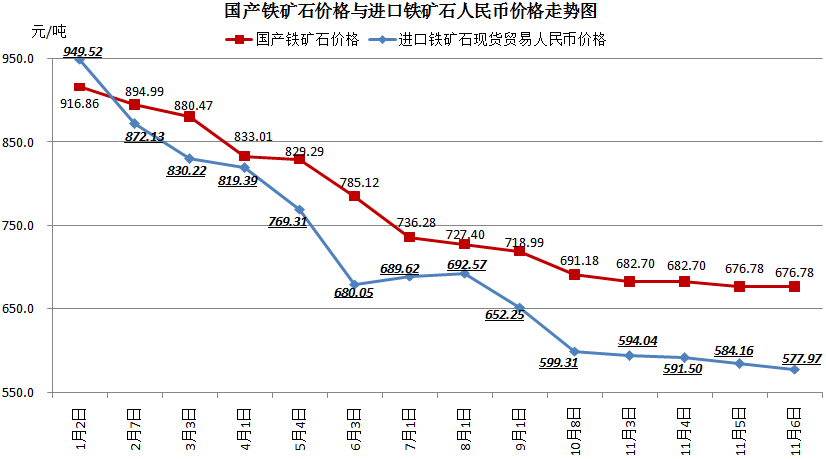 国产铁矿石价格与进口铁矿石人民币价格走势图
元/吨
国产铁矿石价格 进口铁矿石现货贸易人民币价格
950.0
850.0
750.0
650.0
550.0
949.52
916.86
894.99
872.13
880.47
830.22
833.01
819.39
829.29
769.31
785.12
680.05
736.28
689.62
727.40
692.57
718.99
652.25
691.18
599.31
682.70
594.04
682.70
591.50
676.78
584.16
676.78
577.97
1月2日
2月7日
3月3日
4月1日
5月4日
6月3日
7月1日
8月1日
9月1日
10月8日
11月3日
11月4日
11月5日
11月6日